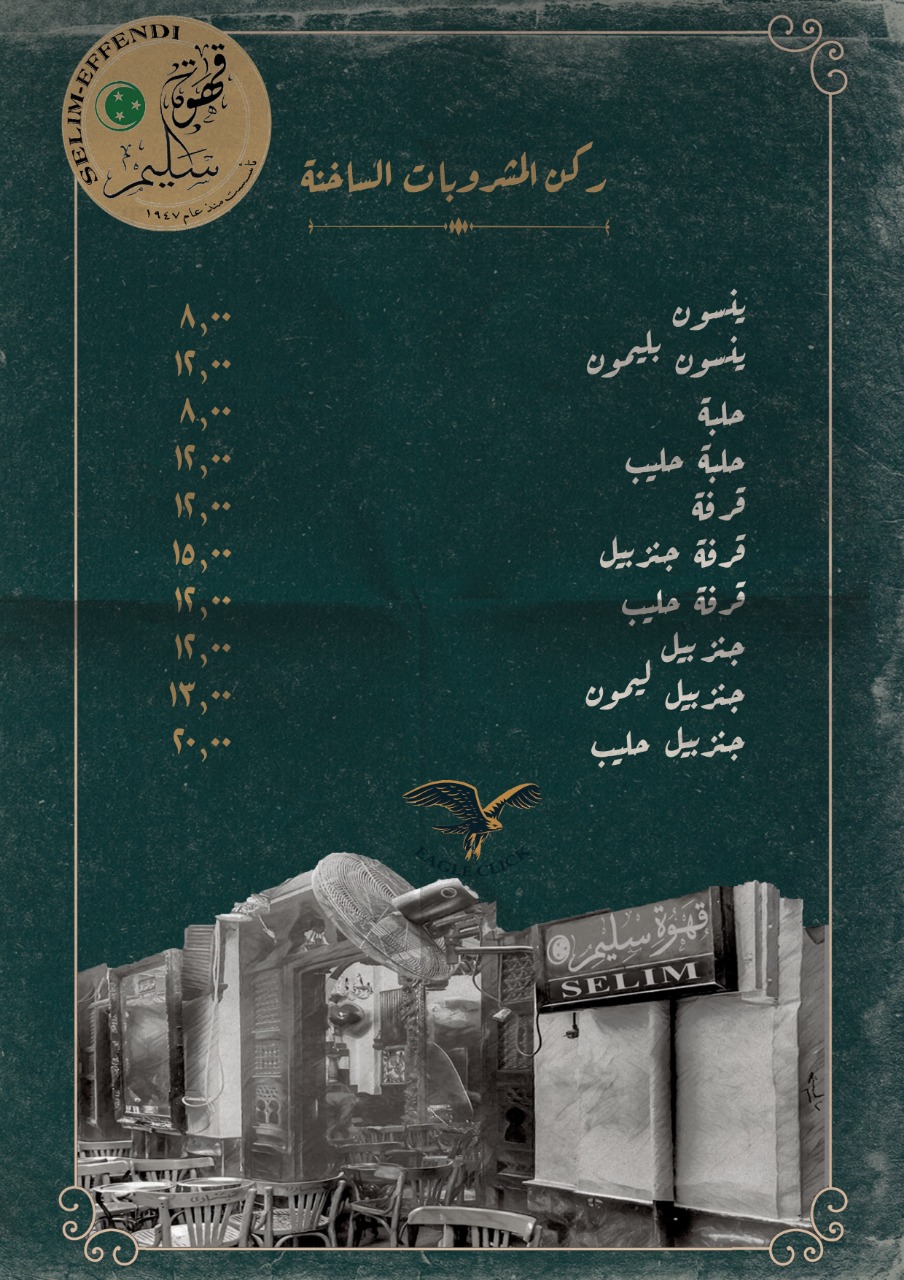 SELIM-EFFENDI
قهوة
سليم
تأسست منذ عام ١٩٤٧
ركن المشروبات الساخنة
ينسون ٨,٠٠
ينسون بليمون ١٢,٠٠
حلبة ٨,٠٠
حلبة حليب ١٢,٠٠
قرفة ١٢,٠٠
قرفة جنزبيل ١٥,٠٠
قرفة حليب ١٢,٠٠
جنزبيل ١٢,٠٠
جنزبيل ليمون ١٣,٠٠
جنزبيل حليب ٢٠,٠٠
EAGLE CLICK
قهوة سليم
SELIM